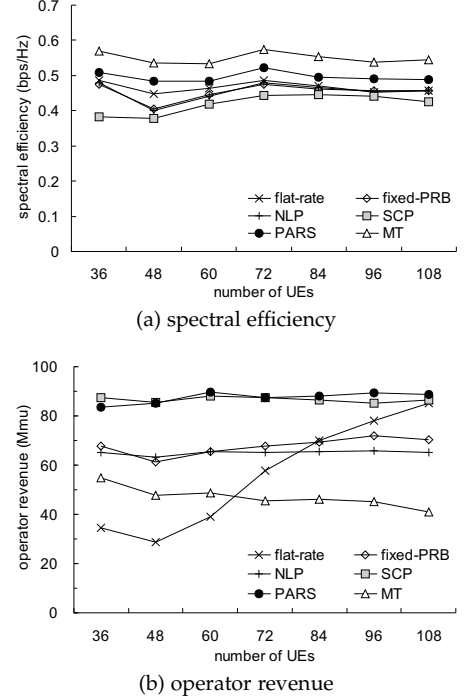 0.7
0.6
0.5
0.4
0.3
0.2
0.1
0
spectral efficiency (bps/Hz)
flat-rate fixed-PRB
NLP SCP
PARS MT
36 48 60 72 84 96 108
number of UEs
(a) spectral efficiency
100
80
60
40
20
0
operator revenue (Mmu)
flat-rate fixed-PRB
NLP SCP
PARS MT
36 48 60 72 84 96 108
number of UEs
(b) operator revenue